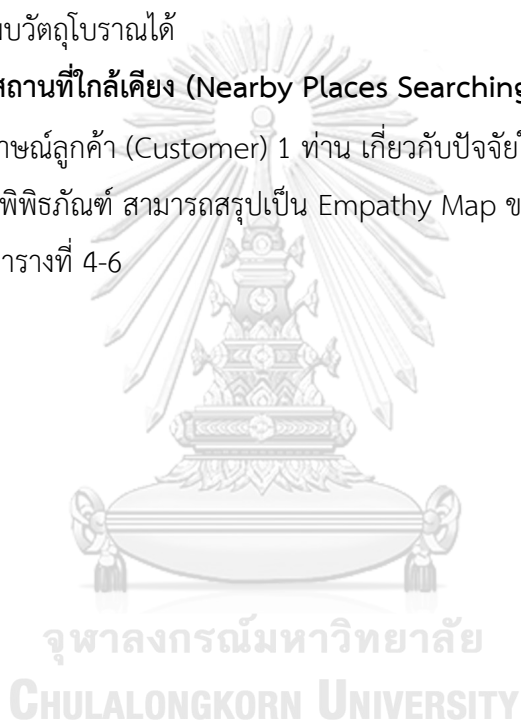 บวัตถุโบราณได้
สถานที่ใกล้เคียง (Nearby Places Searching
าษณ์ลูกค้า (Customer) 1 ท่าน เกี่ยวกับปัจจัยใ
พิพิธภัณฑ์ สามารถสรุปเป็น Empathy Map ข
ารางที่ 4-6
จุฬาลงกรณ์มหาวิทยาลัย
CHULALONGKORN UNIVERSITY